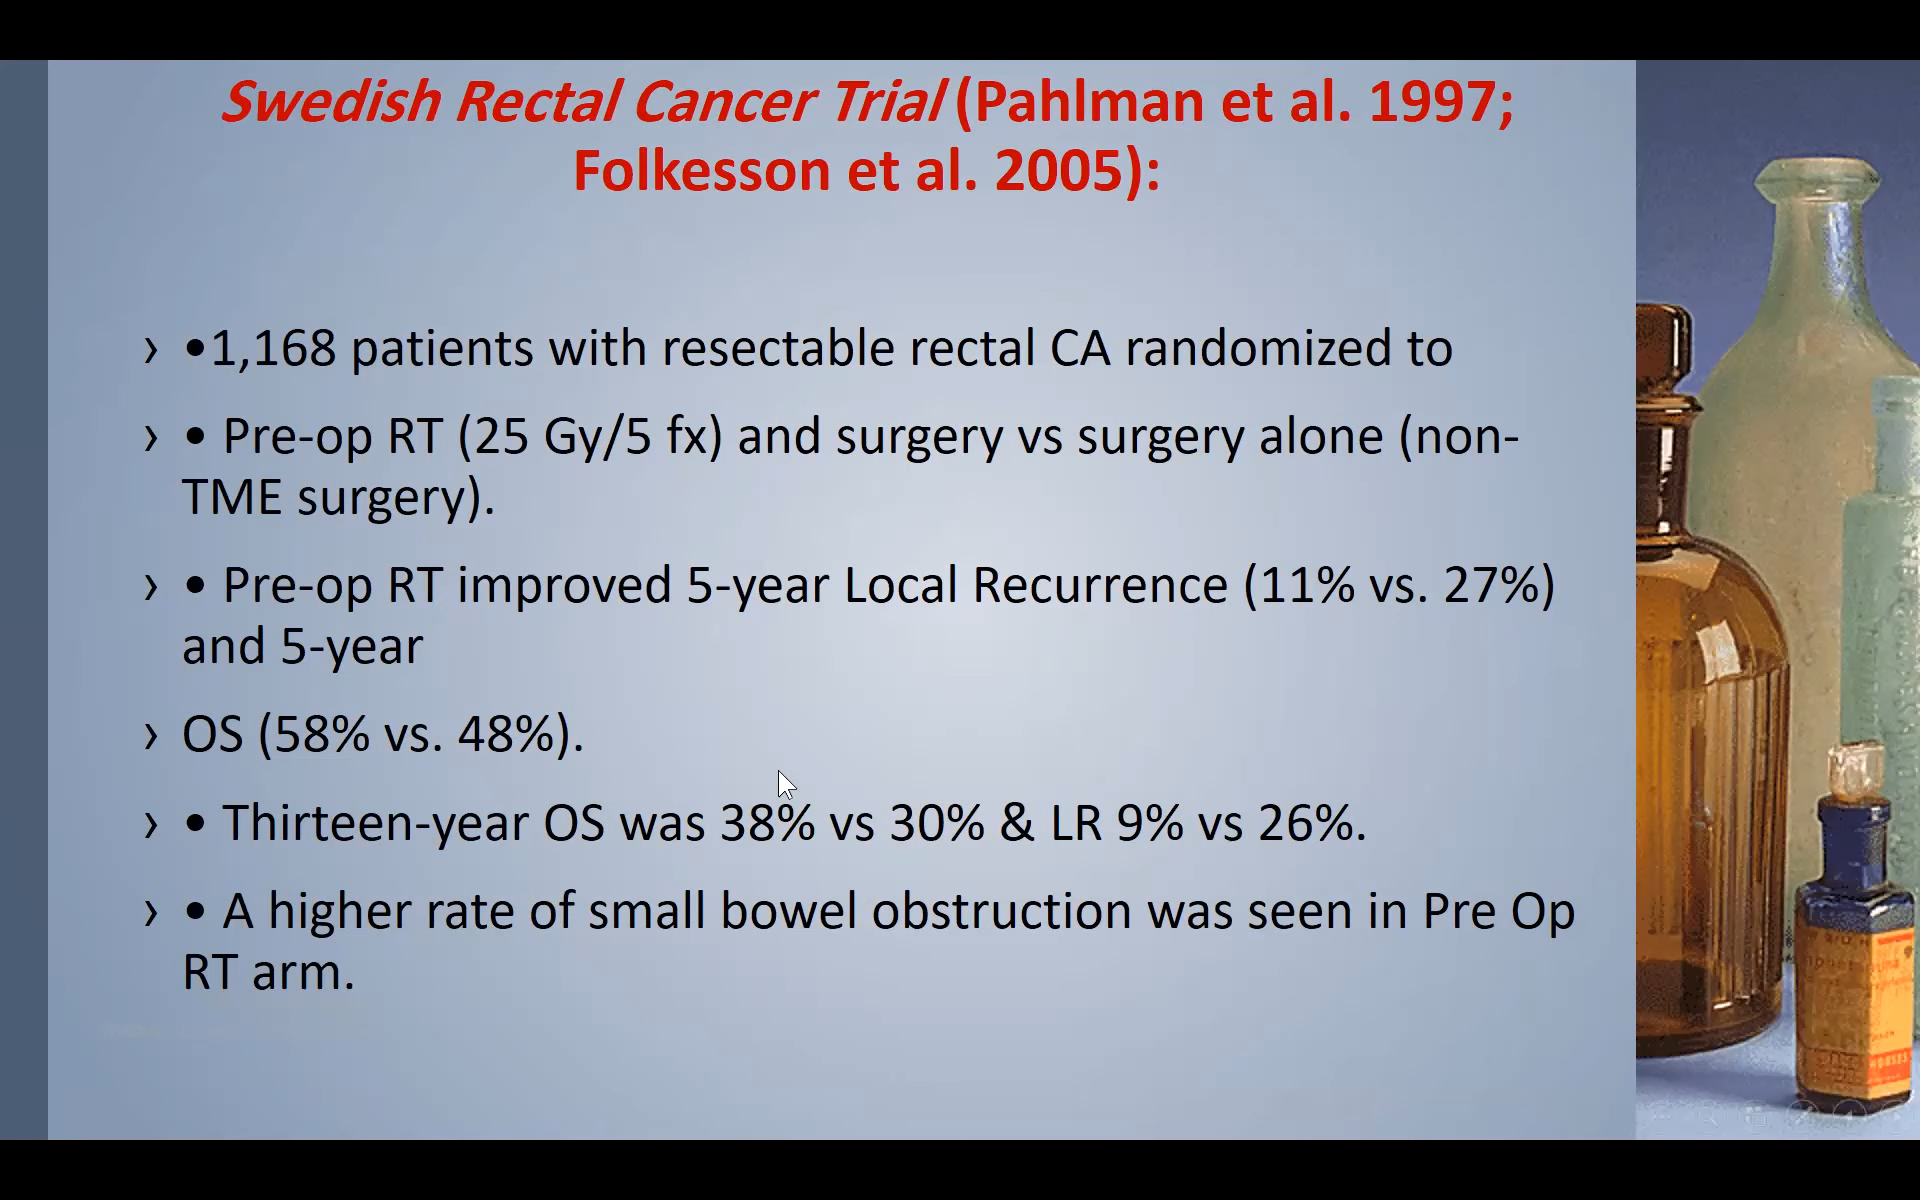 Swedish Rectal Cancer Trial (Pahlman et al. 1997;
Folkesson et al. 2005):
› •1,168 patients with resectable rectal CA randomized to
› • Pre-op RT (25 Gy/5 fx) and surgery vs surgery alone (non-
TME surgery).
› • Pre-op RT improved 5-year Local Recurrence (11% vs. 27%)
and 5-year
› OS (58% vs. 48%).
› • Thirteen-year OS was 38% vs 30% & LR 9% vs 26%.
› • A higher rate of small bowel obstruction was seen in Pre Op
RT arm.